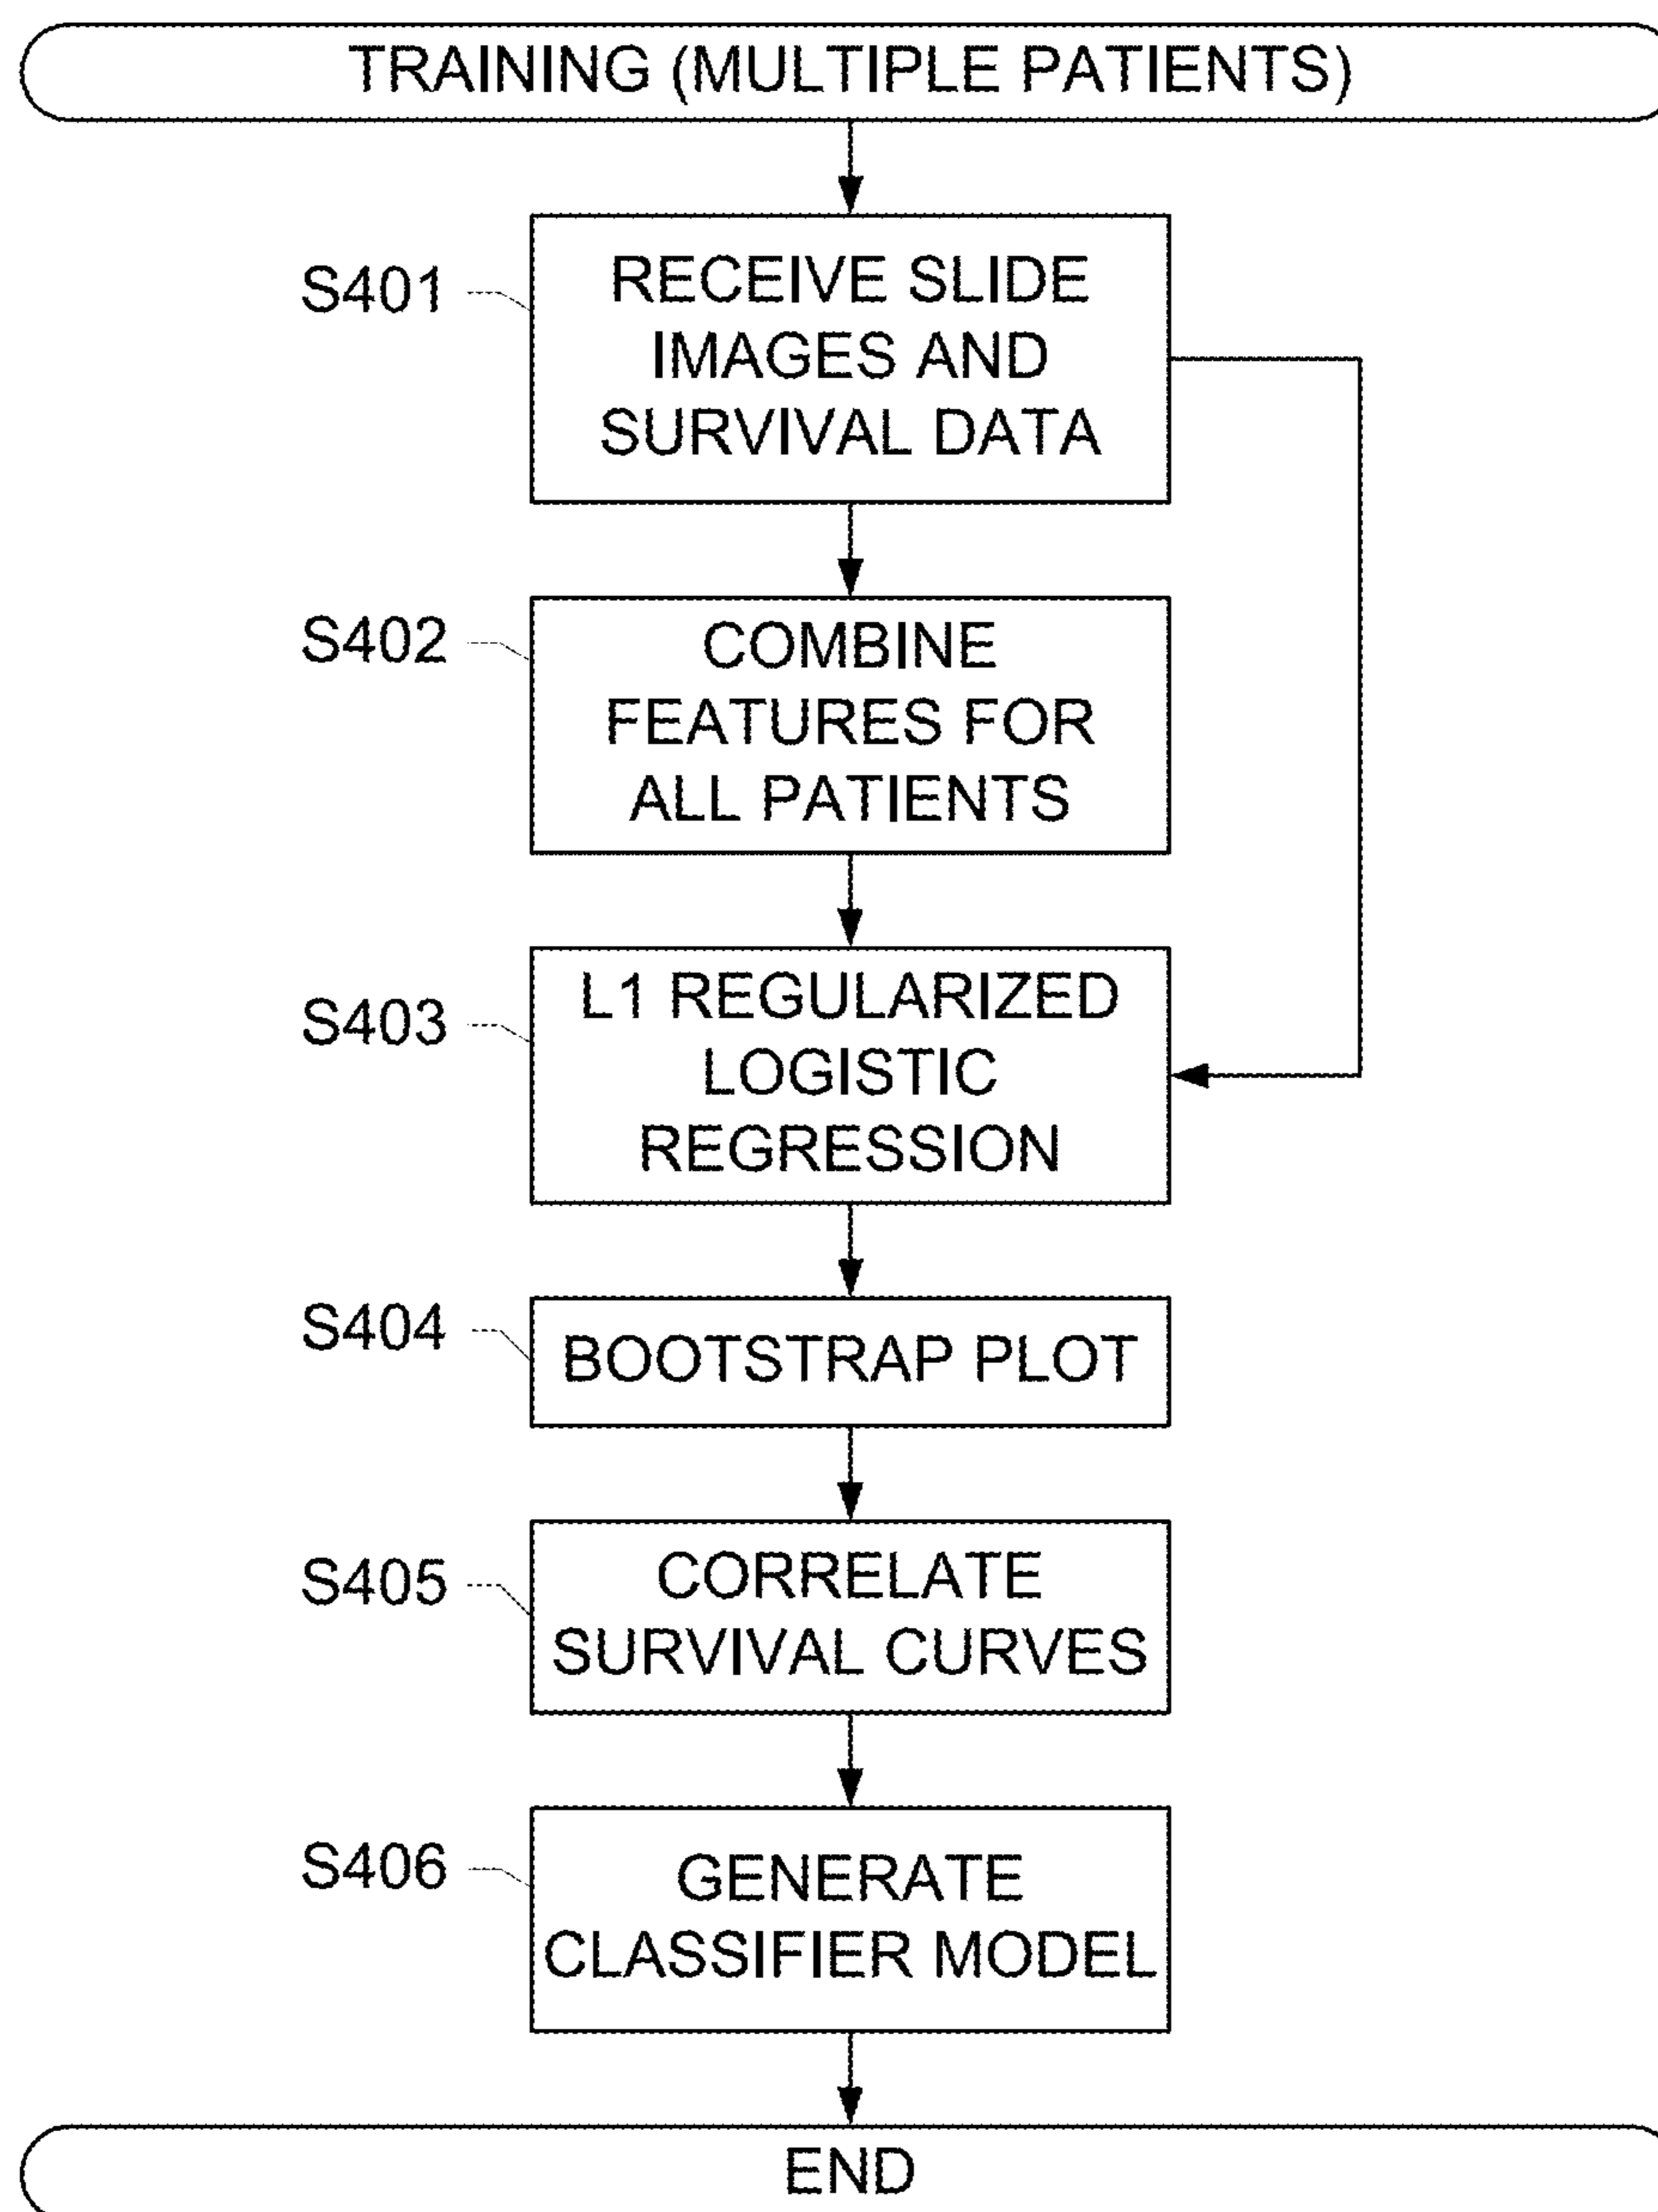 TRAINING (MULTIPLE PATIENTS)
S401
RECEIVE SLIDE
IMAGES AND
SURVIVAL DATA
S402
COMBINE
FEATURES FOR
ALL PATIENTS
S403
L1 REGULARIZED
LOGISTIC
REGRESSION
S404
BOOTSTRAP PLOT
S405
CORRELATE
SURVIVAL CURVES
S406
GENERATE
CLASSIFIER MODEL
END